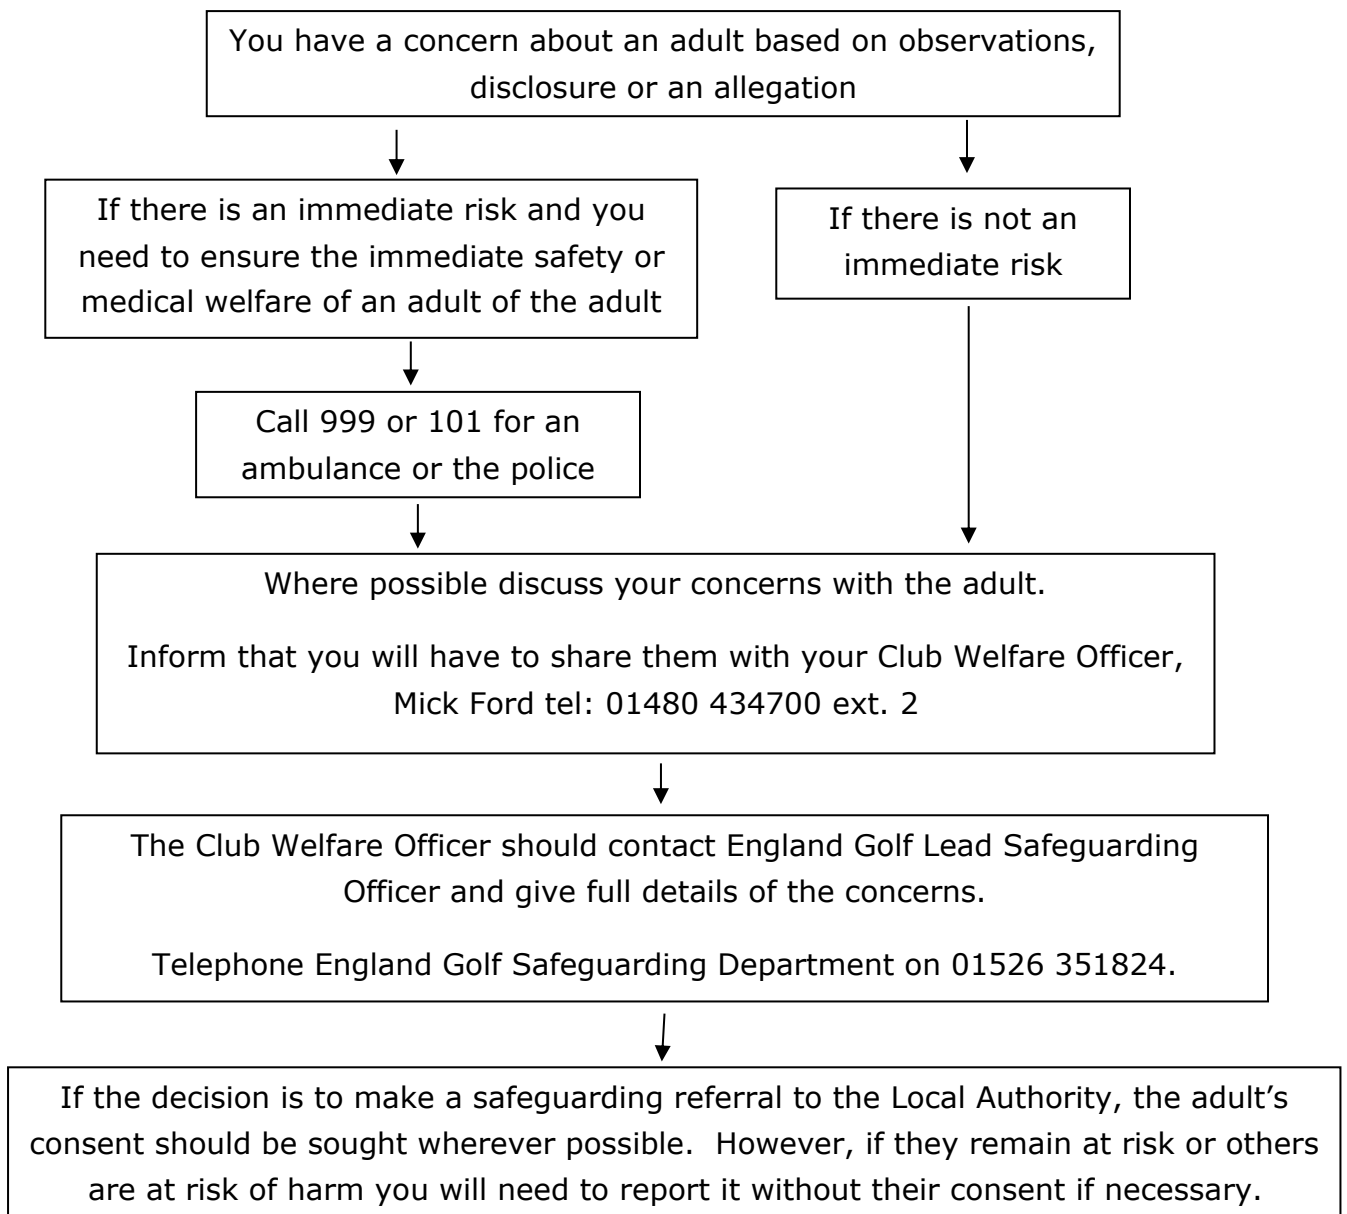 You have a concern about an adult based on observations,
disclosure or an allegation
If there is an immediate risk and you
need to ensure the immediate safety or
medical welfare of an adult of the adult
If there is not an
immediate risk
Call 999 or 101 for an
ambulance or the police
Where possible discuss your concerns with the adult.
Inform that you will have to share them with your Club Welfare Officer,
Mick Ford tel: 01480 434700 ext. 2
The Club Welfare Officer should contact England Golf Lead Safeguarding
Officer and give full details of the concerns.
Telephone England Golf Safeguarding Department on 01526 351824.
If the decision is to make a safeguarding referral to the Local Authority, the adult’s
consent should be sought wherever possible.  However, if they remain at risk or others
are at risk of harm you will need to report it without their consent if necessary.